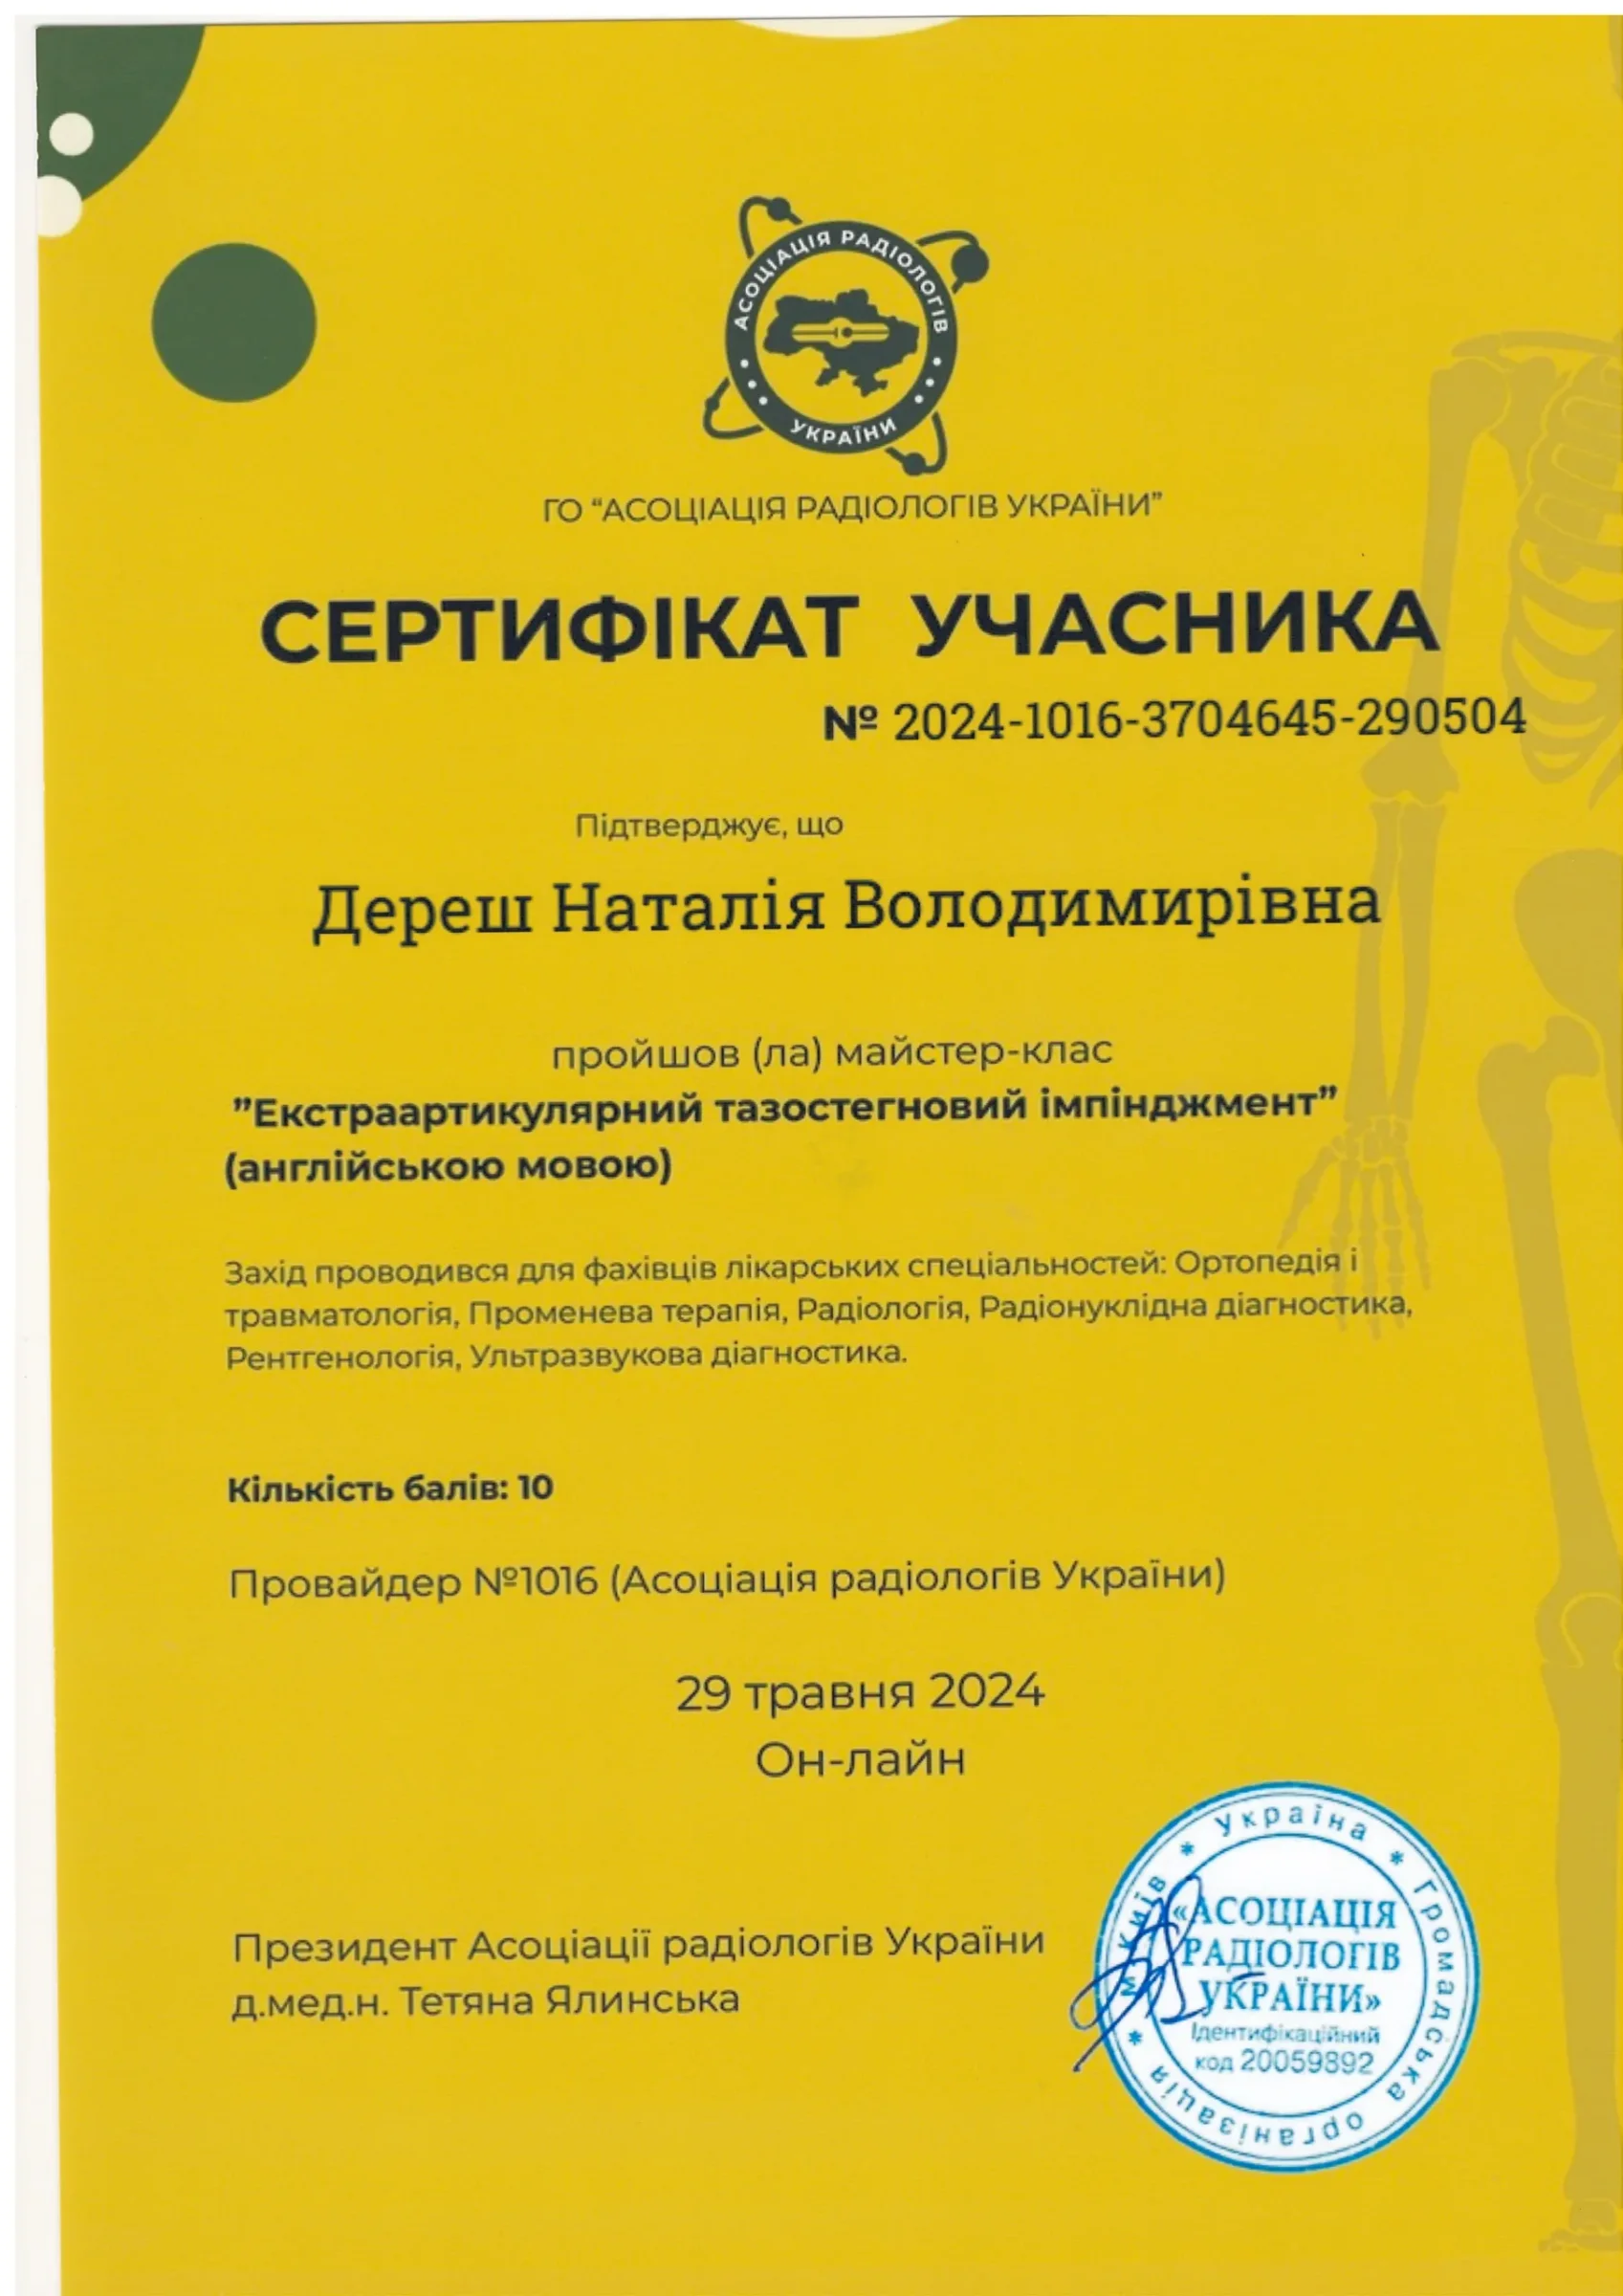 АСОЦІАЦІЯ РАДІОЛОГІВ
УКРАЇНИ
ГО “АСОЦІАЦІЯ РАДІОЛОГІВ УКРАЇНИ”
СЕРТИФІКАТ УЧАСНИКА
№ 2024-1016-3704645-290504
Підтверджує, що
Дереш Наталія Володимирівна
пройшов (ла) майстер-клас
”Екстраартикулярний тазостегновий імпінджмент”
(англійською мовою)
Захід проводився для фахівців лікарських спеціальностей: Ортопедія і
травматологія, Променева терапія, Радіологія, Радіонуклідна діагностика,
Рентгенологія, Ультразвукова діагностика.
Кількість балів: 10
Провайдер №1016 (Асоціація радіологів України)
29 травня 2024
Он-лайн
Президент Асоціації радіологів України
д.мед.н. Тетяна Ялинська
Україна * Громадська організація * м.Київ *
«АСОЦІАЦІЯ
РАДІОЛОГІВ
УКРАЇНИ»
Ідентифікаційний
код 20059892